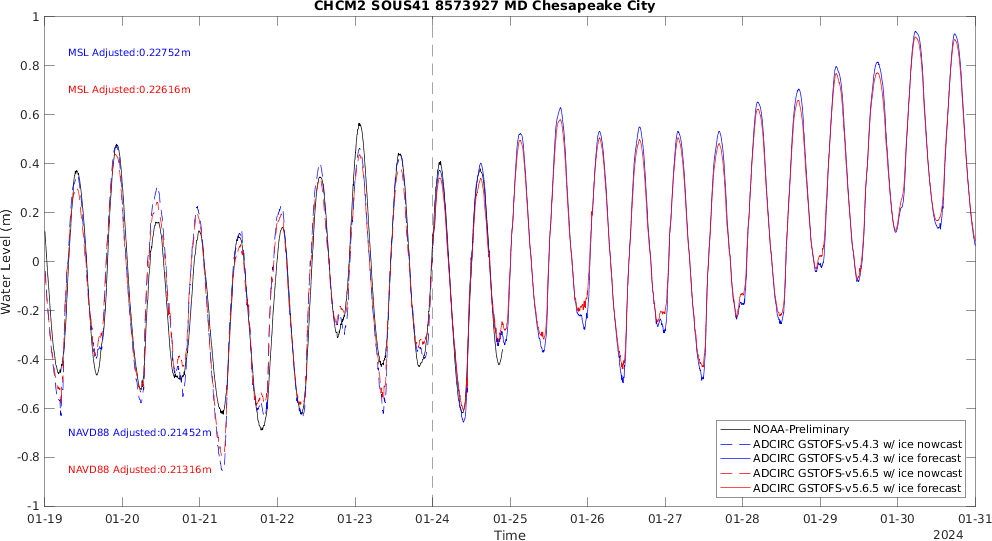 CHCM2 SOUS41 8573927 MD Chesapeake City
MSL Adjusted:0.22752m
MSL Adjusted:0.22616m
NAVD88 Adjusted:0.21452m
NAVD88 Adjusted:0.21316m
Water Level (m)
1
0.8
0.6
0.4
0.2
0
-0.2
-0.4
-0.6
-0.8
-1
NOAA-Preliminary
ADCIRC GSTOFS-v5.4.3 w/ ice nowcast
ADCIRC GSTOFS-v5.4.3 w/ ice forecast
ADCIRC GSTOFS-v5.6.5 w/ ice nowcast
ADCIRC GSTOFS-v5.6.5 w/ ice forecast
01-19 01-20 01-21 01-22 01-23 01-24 01-25 01-26 01-27 01-28 01-29 01-30 01-31
Time
2024